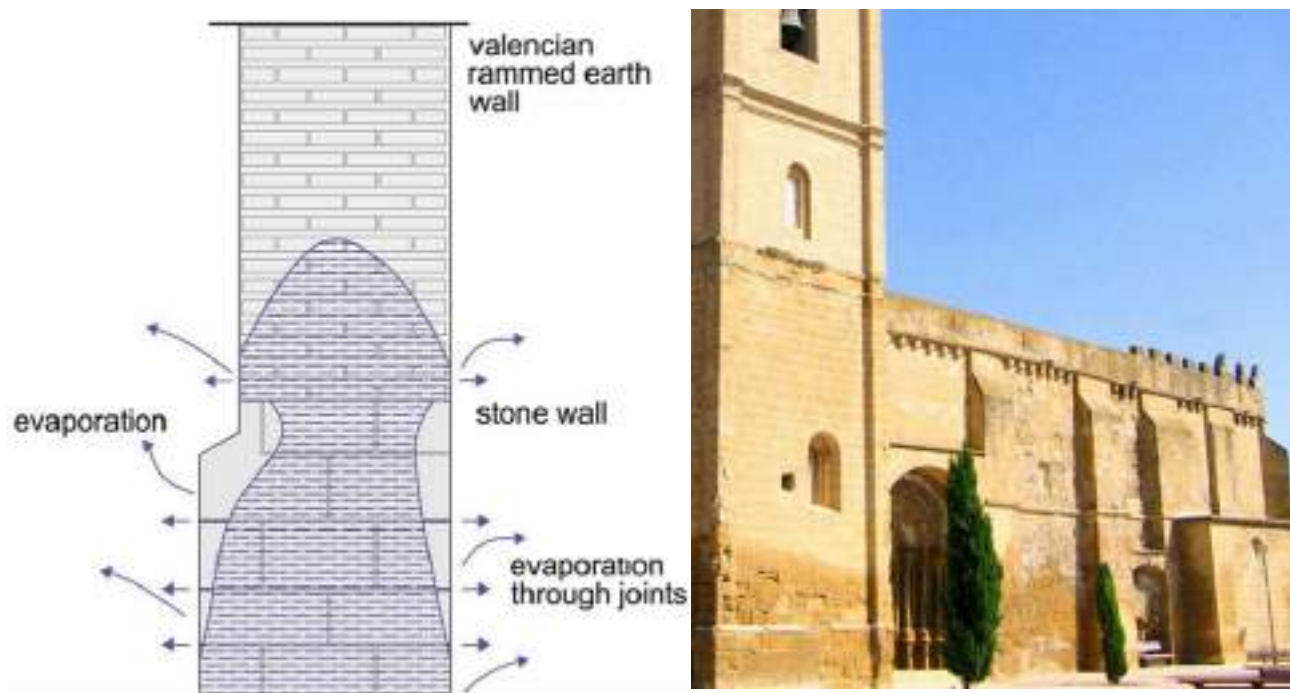 valencian
rammed earth
wall
evaporation
stone wall
evaporation
through joints